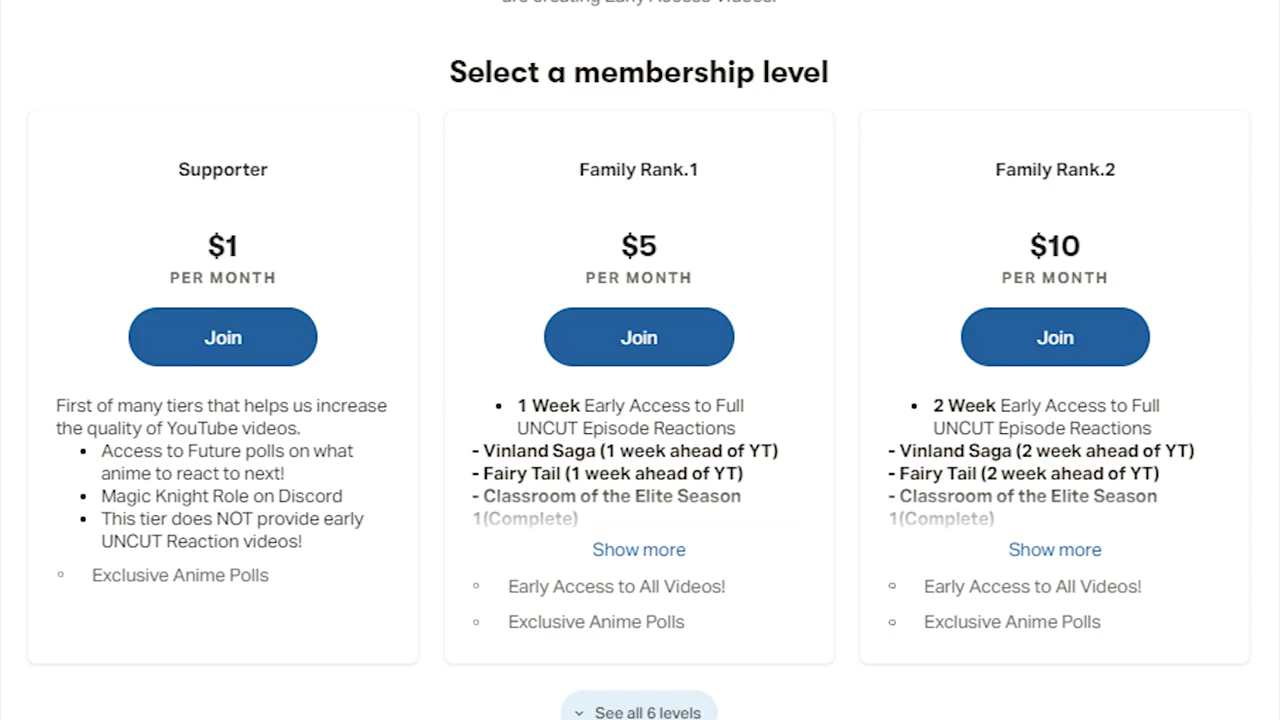 are creating Early Access Videos!
Select a membership level
Supporter
$1
PER MONTH
Join
First of many tiers that helps us increase
the quality of YouTube videos.
• Access to Future polls on what
anime to react to next!
• Magic Knight Role on Discord
• This tier does NOT provide early
UNCUT Reaction videos!
Exclusive Anime Polls
Family Rank.1
$5
PER MONTH
Join
• 1 Week Early Access to Full
UNCUT Episode Reactions
- Vinland Saga (1 week ahead of YT)
- Fairy Tail (1 week ahead of YT)
- Classroom of the Elite Season
1(Complete)
Show more
Early Access to All Videos!
Exclusive Anime Polls
Family Rank.2
$10
PER MONTH
Join
• 2 Week Early Access to Full
UNCUT Episode Reactions
- Vinland Saga (2 week ahead of YT)
- Fairy Tail (2 week ahead of YT)
- Classroom of the Elite Season
1(Complete)
Show more
Early Access to All Videos!
Exclusive Anime Polls
See all 6 levels